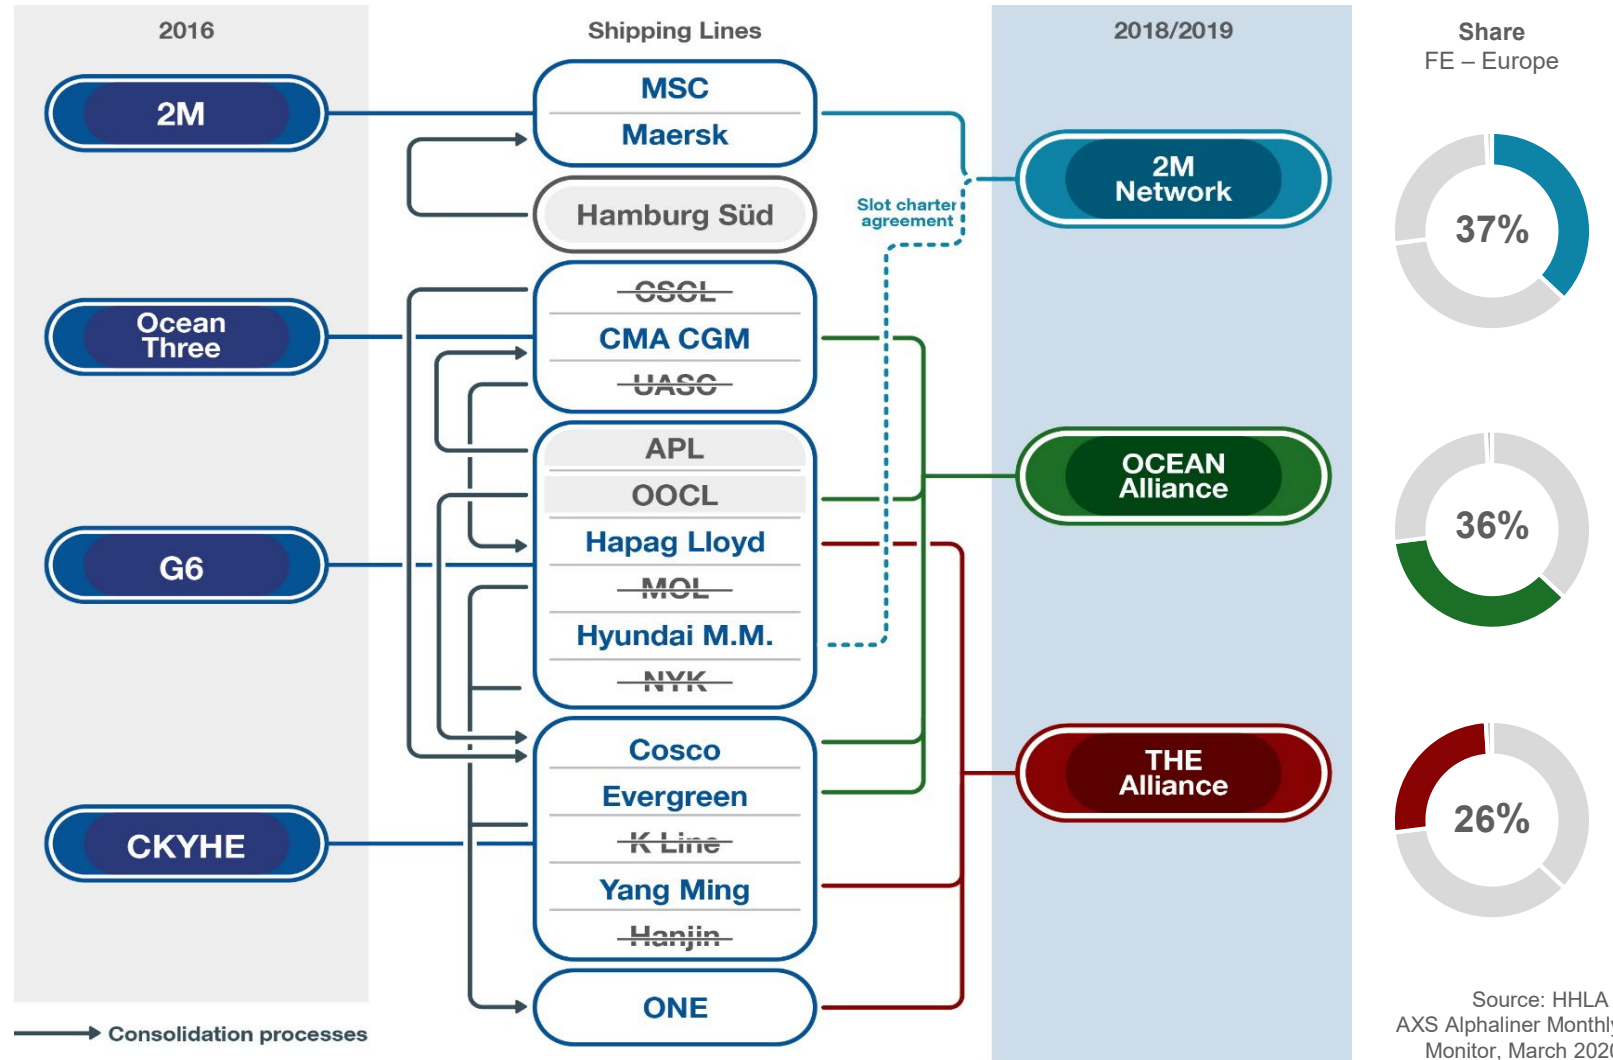 2016
Shipping Lines
2018/2019
Share
FE – Europe
2M
Ocean
Three
G6
CKYHE
MSC
Maersk
Hamburg Süd
CSCL
CMA CGM
UASC
APL
OOCL
Hapag Lloyd
MOL
Hyundai M.M.
NYK
Cosco
Evergreen
K Line
Yang Ming
Hanjin
ONE
Slot charter
agreement
2M
Network
OCEAN
Alliance
THE
Alliance
37%
36%
26%
Consolidation processes
Source: HHLA
AXS Alphaliner Monthly
Monitor, March 2020